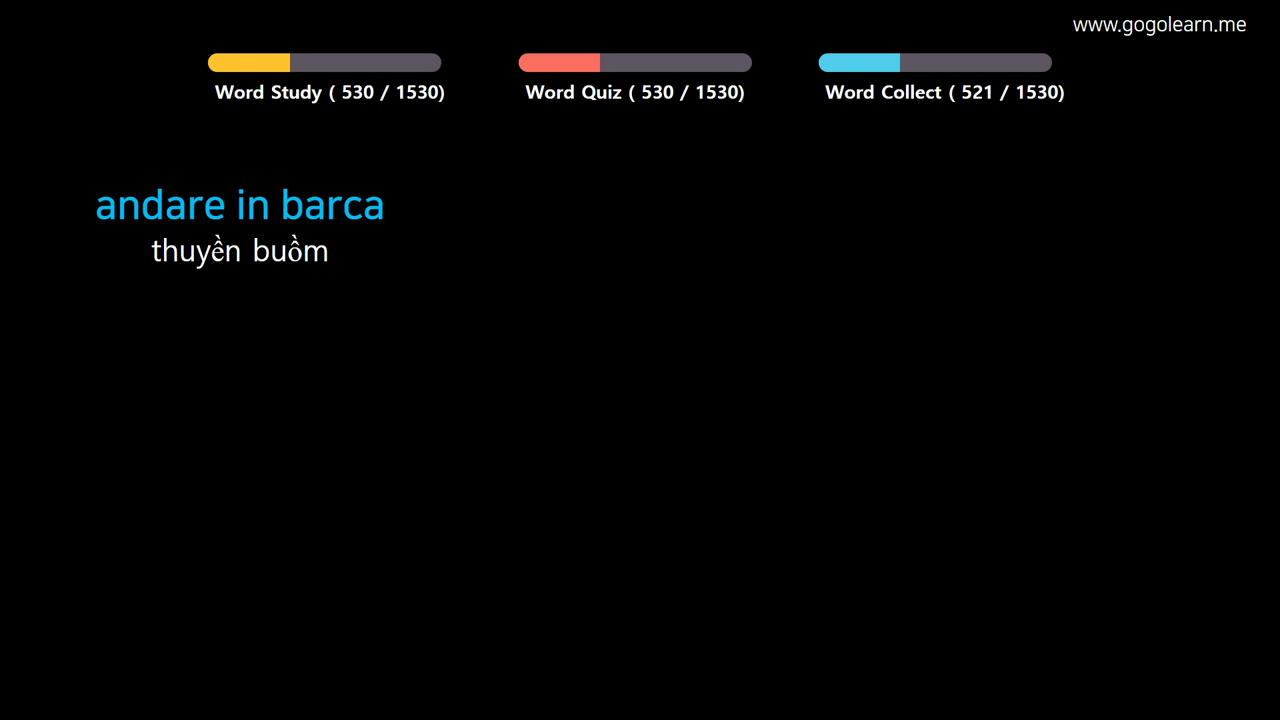 www.gogolearn.me
Word Study ( 530 / 1530)
Word Quiz ( 530 / 1530)
Word Collect ( 521 / 1530)
andare in barca
thuyền buồm